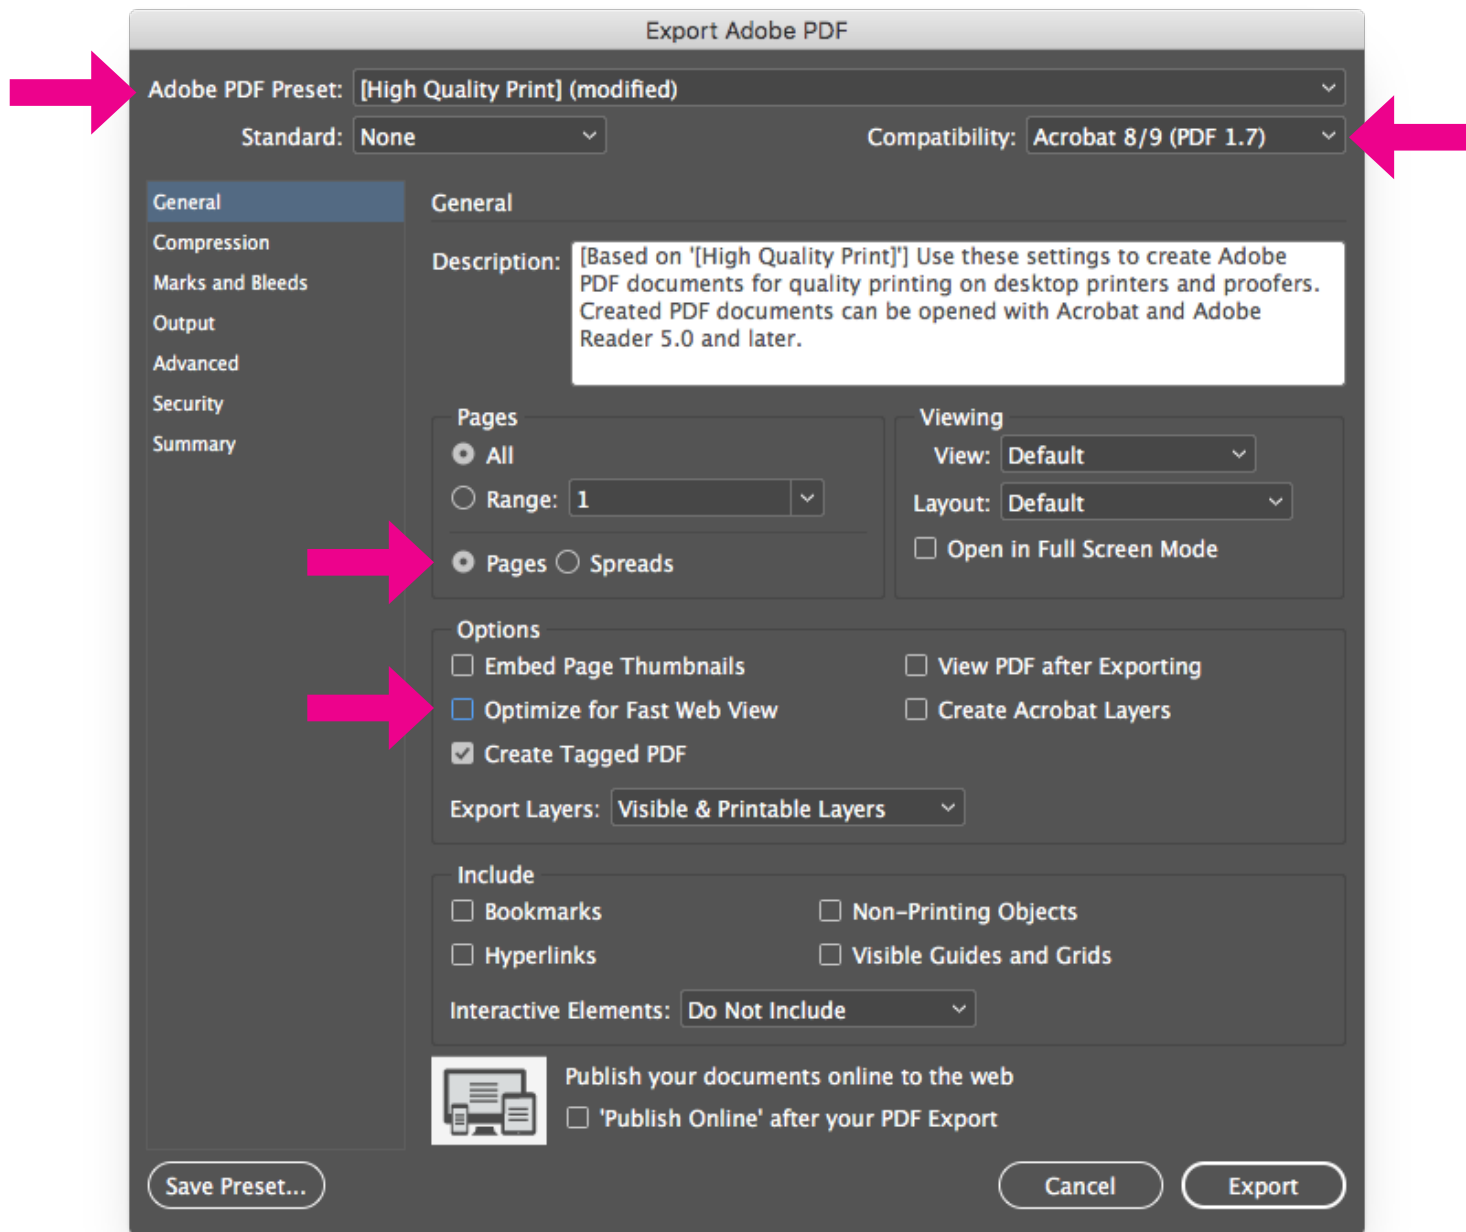 Export Adobe PDF
Adobe PDF Preset: [High Quality Print] (modified)
Standard: None Compatibility: Acrobat 8/9 (PDF 1.7)
General
Compression
Marks and Bleeds
Output
Advanced
Security
Summary
General
Description: [Based on '[High Quality Print]'] Use these settings to create Adobe
PDF documents for quality printing on desktop printers and proofers.
Created PDF documents can be opened with Acrobat and Adobe
Reader 5.0 and later.
Pages
All
Range: 1
Pages Spreads
Viewing
View: Default
Layout: Default
Open in Full Screen Mode
Options
Embed Page Thumbnails View PDF after Exporting
Optimize for Fast Web View Create Acrobat Layers
Create Tagged PDF
Export Layers: Visible & Printable Layers
Include
Bookmarks Non-Printing Objects
Hyperlinks Visible Guides and Grids
Interactive Elements: Do Not Include
Publish your documents online to the web
'Publish Online' after your PDF Export
Save Preset... Cancel Export